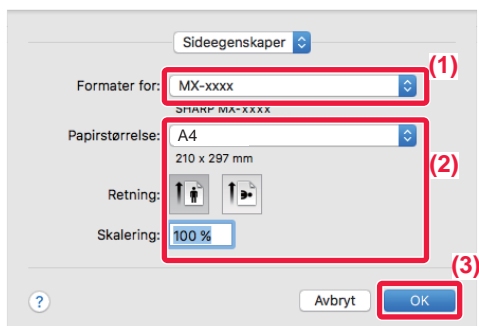 Sideegenskaper
(1)
Formater for: MX-xxxx
SHARP MX-xxxx
Papirstørrelse: A4
210 x 297 mm
(2)
Retning:
Skalering: 100 %
(3)
? Avbryt OK